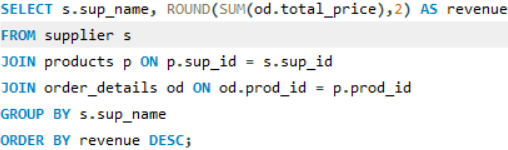 SELECT s.sup_name, ROUND(SUM(od.total_price),2) AS revenue
FROM supplier s
JOIN products p ON p.sup_id = s.sup_id
JOIN order_details od ON od.prod_id = p.prod_id
GROUP BY s.sup_name
ORDER BY revenue DESC;